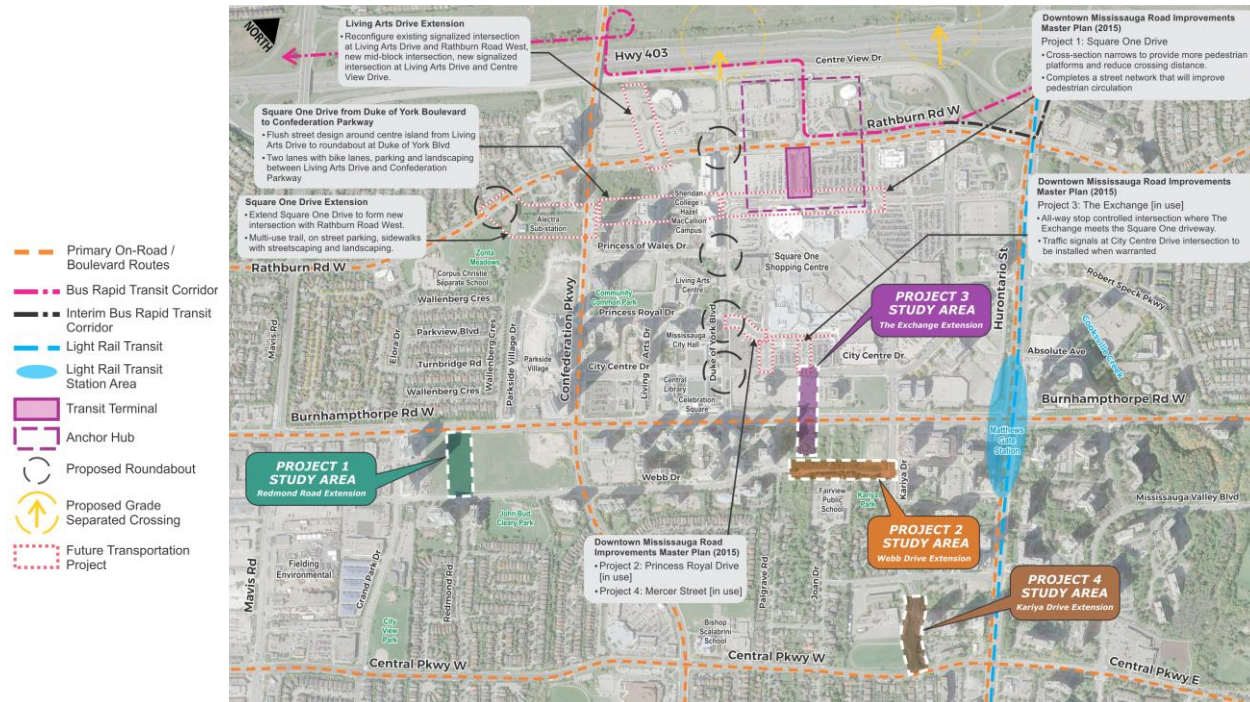 NORTH
Living Arts Drive Extension
• Reconfigure existing signalized intersection
at Living Arts Drive and Rathburn Road West,
new mid-block intersection, new signalized
intersection at Living Arts Drive and Centre
View Drive.
Square One Drive from Duke of York Boulevard
to Confederation Parkway
• Flush street design around centre island from Living
Arts Drive to roundabout at Duke of York Blvd
• Two lanes with bike lanes, parking and landscaping
between Living Arts Drive and Confederation
Parkway
Square One Drive Extension
• Extend Square One Drive to form new
intersection with Rathburn Road West.
• Multi-use trail, on street parking, sidewalks
with streetscaping and landscaping.
Downtown Mississauga Road Improvements
Master Plan (2015)
Project 1: Square One Drive
• Cross-section narrows to provide more pedestrian
platforms and reduce crossing distance.
• Completes a street network that will improve
pedestrian circulation
Downtown Mississauga Road Improvements
Master Plan (2015)
Project 3: The Exchange [in use]
• All-way stop controlled intersection where The
Exchange meets the Square One driveway.
• Traffic signals at City Centre Drive intersection to
be installed when warranted
Hwy 403
Centre View Dr
Rathburn Rd W
Sheridan
College -
Hazel
MacCallion
Campus
Alectra
Sub-station
Princess of Wales Dr
Zonta
Meadows
Rathburn Rd W
Corpus Christie
Separate School
Square One
Shopping Centre
Living Arts
Centre
Wallenberg Cres
Community
Common Park
Princess Royal Dr
Mavis Rd
Elora Dr
Parkview Blvd
Turnbridge Rd
Wallenberg Cres
Wallenberg Cres
Parkside Village Dr
Parkside
Village
Confederation Pkwy
City Centre Dr
Living Arts Dr
Mississauga
City Hall
Duke of York Blvd
Central
Library
Celebration
Square
City Centre Dr
Hurontario St
Robert Speck Pkwy
Cooksville Creek
Absolute Ave
PROJECT 3
STUDY AREA
The Exchange Extension
Burnhampthorpe Rd W
Burnhampthorpe Rd W
Matthews
Gate
Station
PROJECT 1
STUDY AREA
Redmond Road Extension
Webb Dr
Kariya Dr
Fairview
Public
School
Kariya
Park
Mississauga Valley Blvd
John Bud
Cleary Park
PROJECT 2
STUDY AREA
Webb Drive Extension
Downtown Mississauga Road
Improvements Master Plan (2015)
• Project 2: Princess Royal Drive
[in use]
• Project 4: Mercer Street [in use]
PROJECT 4
STUDY AREA
Kariya Drive Extension
Mavis Rd
Fielding
Environmental
Grand Park Dr
Redmond Rd
City
View
Park
Palgrave Rd
Joan Dr
Bishop
Scalabrini
School
Central Pkwy W
Central Pkwy W
Central Pkwy E
Primary On-Road /
Boulevard Routes
Bus Rapid Transit Corridor
Interim Bus Rapid Transit
Corridor
Light Rail Transit
Light Rail Transit
Station Area
Transit Terminal
Anchor Hub
Proposed Roundabout
Proposed Grade
Separated Crossing
Future Transportation
Project